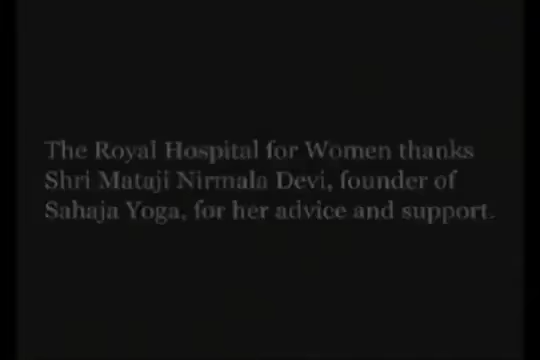 The Royal Hospital for Women thanks
Shri Mataji Nirmala Devi, founder of
Sahaja Yoga, for her advice and support.